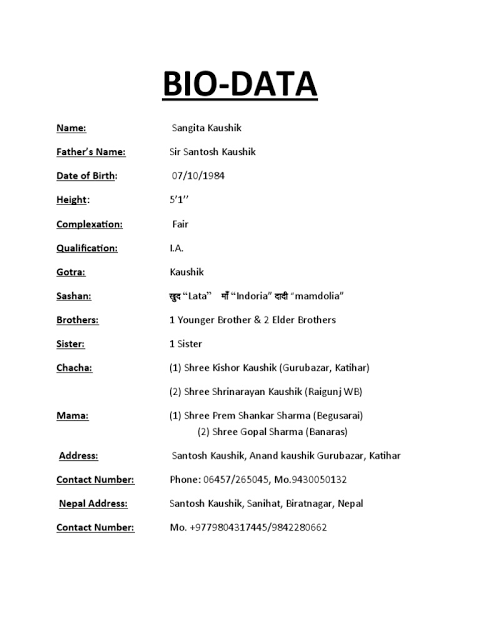 BIO-DATA
Name: Sangita Kaushik
Father's Name: Sir Santosh Kaushik
Date of Birth: 07/10/1984
Height: 5'1''
Complexation: Fair
Qualification: I.A.
Gotra: Kaushik
Sashan: खुद "Lata" माँ "Indoria" दादी "mamdolia"
Brothers: 1 Younger Brother & 2 Elder Brothers
Sister: 1 Sister
Chacha: (1) Shree Kishor Kaushik (Gurubazar, Katihar)
(2) Shree Shrinarayan Kaushik (Raigunj WB)
Mama: (1) Shree Prem Shankar Sharma (Begusarai)
(2) Shree Gopal Sharma (Banaras)
Address: Santosh Kaushik, Anand kaushik Gurubazar, Katihar
Contact Number: Phone: 06457/265045, Mo.9430050132
Nepal Address: Santosh Kaushik, Sanihat, Biratnagar, Nepal
Contact Number: Mo. +9779804317445/9842280662